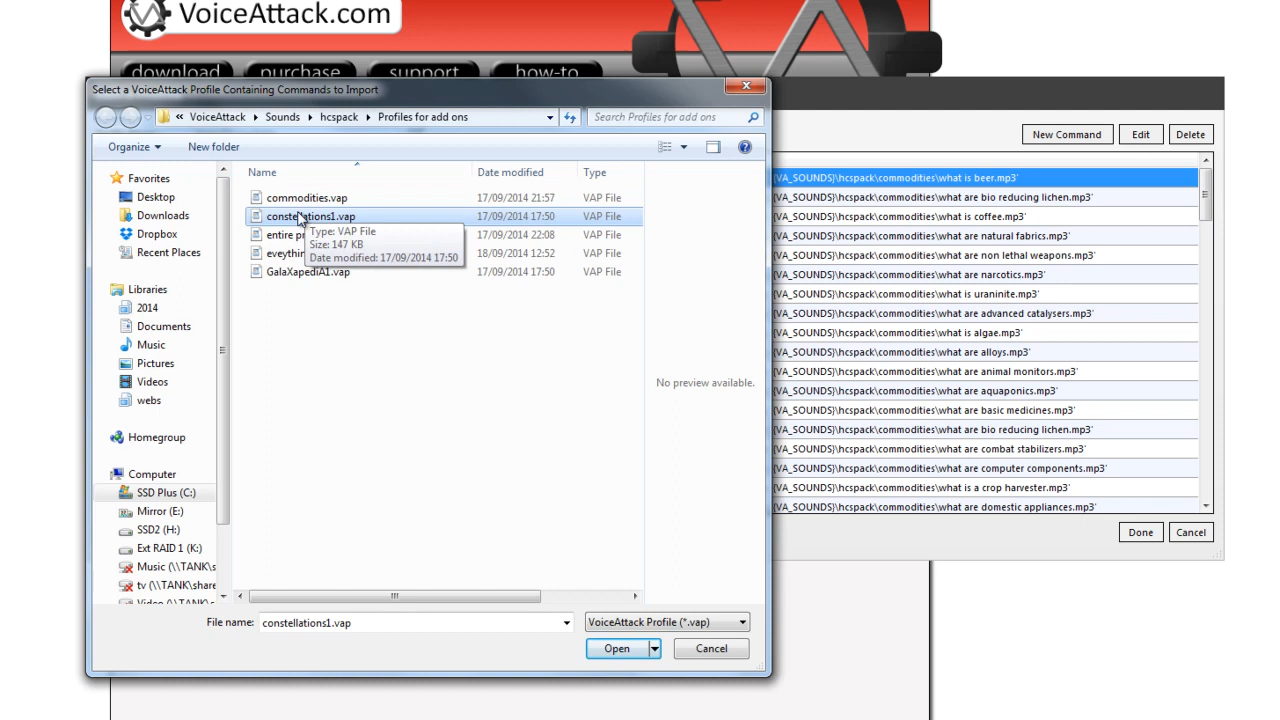 VoiceAttack.com
download purchase support how-to
Select a VoiceAttack Profile Containing Commands to Import
« VoiceAttack Sounds hcspack Profiles for add ons
Search Profiles for add ons
Organize
New folder
Name Date modified Type
Favorites
Desktop
Downloads
Dropbox
Recent Places
Libraries
2014
Documents
Music
Pictures
Videos
webs
Homegroup
Computer
SSD Plus (C:)
Mirror (E:)
SSD2 (H:)
Ext RAID 1 (K:)
Music (\\TANK\s
tv (\\TANK\share
Video (\\TANK\s
commodities.vap 17/09/2014 21:57 VAP File
constellations1.vap 17/09/2014 17:50 VAP File
entire pr 17/09/2014 22:08 VAP File
eveythin 18/09/2014 12:52 VAP File
GalaXapediA1.vap 17/09/2014 17:50 VAP File
Type: VAP File
Size: 147 KB
Date modified: 17/09/2014 17:50
No preview available.
File name: constellations1.vap
VoiceAttack Profile (*.vap)
Open Cancel
New Command Edit Delete
{VA_SOUNDS}\hcspack\commodities\what is beer.mp3'
{VA_SOUNDS}\hcspack\commodities\what are bio reducing lichen.mp3'
{VA_SOUNDS}\hcspack\commodities\what is coffee.mp3'
{VA_SOUNDS}\hcspack\commodities\what are natural fabrics.mp3'
{VA_SOUNDS}\hcspack\commodities\what are non lethal weapons.mp3'
{VA_SOUNDS}\hcspack\commodities\what are narcotics.mp3'
{VA_SOUNDS}\hcspack\commodities\what is uraninite.mp3'
{VA_SOUNDS}\hcspack\commodities\what are advanced catalysers.mp3'
{VA_SOUNDS}\hcspack\commodities\what is algae.mp3'
{VA_SOUNDS}\hcspack\commodities\what are alloys.mp3'
{VA_SOUNDS}\hcspack\commodities\what are animal monitors.mp3'
{VA_SOUNDS}\hcspack\commodities\what are aquaponics.mp3'
{VA_SOUNDS}\hcspack\commodities\what are basic medicines.mp3'
{VA_SOUNDS}\hcspack\commodities\what are bio reducing lichen.mp3'
{VA_SOUNDS}\hcspack\commodities\what are combat stabilizers.mp3'
{VA_SOUNDS}\hcspack\commodities\what are computer components.mp3'
{VA_SOUNDS}\hcspack\commodities\what is a crop harvester.mp3'
{VA_SOUNDS}\hcspack\commodities\what are domestic appliances.mp3'
Done Cancel